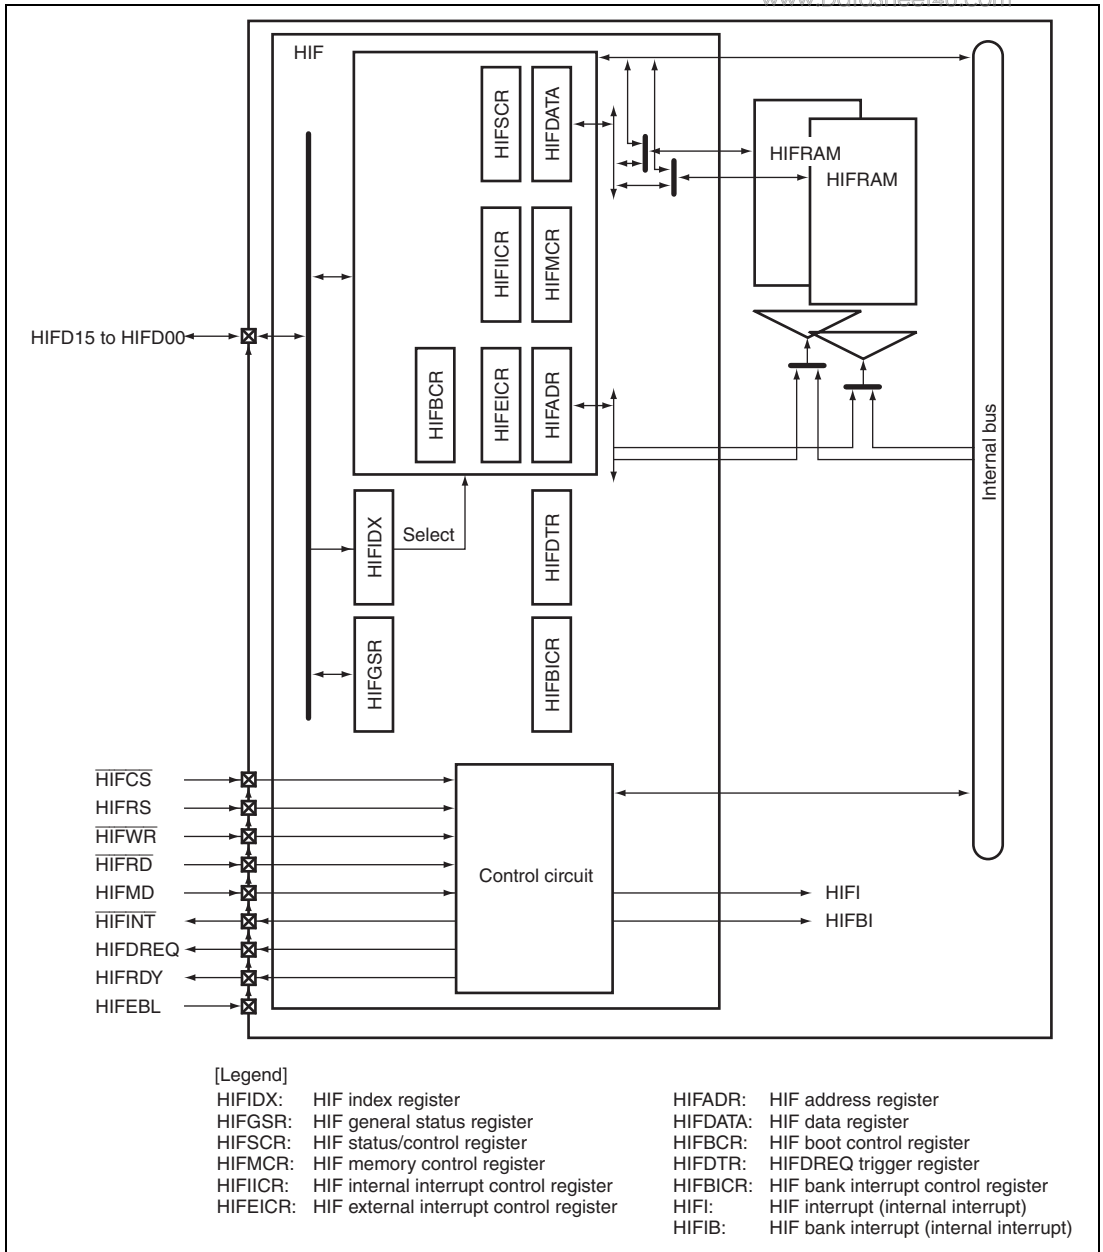 www.DataSheet4U.com
HIF
HIFSCR
HIFDATA
HIFRAM
HIFRAM
HIFIICR
HIFMCR
HIFD15 to HIFD00
HIFBCR
HIFEICR
HIFADR
Internal bus
HIFIDX
Select
HIFDTR
HIFGSR
HIFBICR
HIFCS
HIFRS
HIFWR
HIFRD
HIFMD
HIFINT
HIFDREQ
HIFRDY
HIFEBL
Control circuit
HIFI
HIFBI
[Legend]
HIFIDX: HIF index register
HIFGSR: HIF general status register
HIFSCR: HIF status/control register
HIFMCR: HIF memory control register
HIFIICR: HIF internal interrupt control register
HIFEICR: HIF external interrupt control register
HIFADR: HIF address register
HIFDATA: HIF data register
HIFBCR: HIF boot control register
HIFDTR: HIFDREQ trigger register
HIFBICR: HIF bank interrupt control register
HIFI: HIF interrupt (internal interrupt)
HIFIB: HIF bank interrupt (internal interrupt)